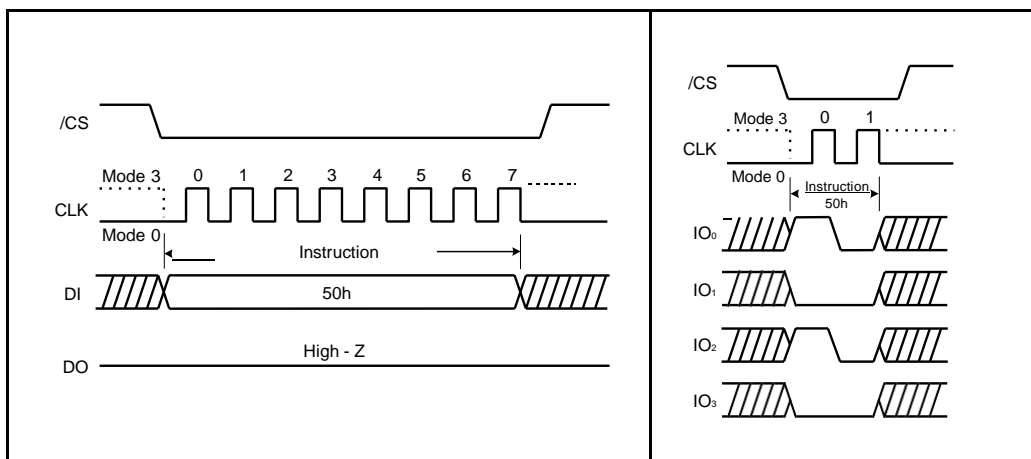 /CS
Mode 3 0 1 2 3 4 5 6 7
CLK
Mode 0
Instruction
DI 50h
High - Z
DO
/CS
Mode 3 0 1
CLK
Mode 0
Instruction
50h
IO₀
IO₁
IO₂
IO₃